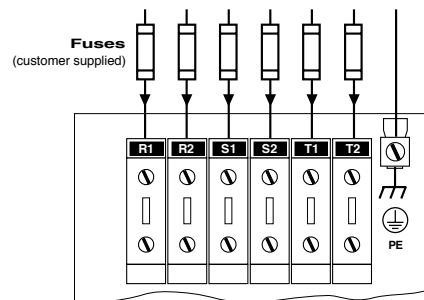 Fuses
(customer supplied)
R1 R2 S1 S2 T1 T2
PE